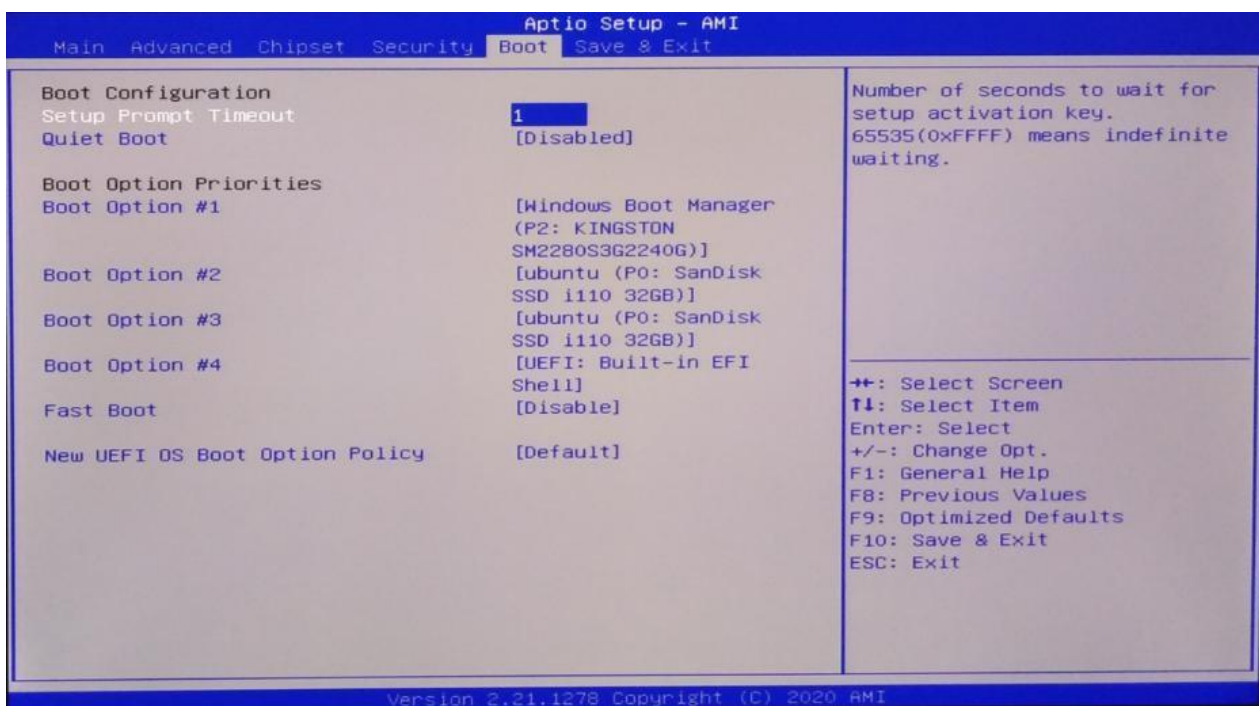 Aptio Setup – AMI
Main Advanced Chipset Security Boot Save & Exit
Boot Configuration
Setup Prompt Timeout 1
Quiet Boot [Disabled]
Boot Option Priorities
Boot Option #1 [Windows Boot Manager
(P2: KINGSTON
SM2280S3G2240G)]
Boot Option #2 [ubuntu (P0: SanDisk
SSD i110 32GB)]
Boot Option #3 [ubuntu (P0: SanDisk
SSD i110 32GB)]
Boot Option #4 [UEFI: Built-in EFI
Shell]
Fast Boot [Disable]
New UEFI OS Boot Option Policy [Default]
Number of seconds to wait for
setup activation key.
65535(0xFFFF) means indefinite
waiting.
→←: Select Screen
↑↓: Select Item
Enter: Select
+/-: Change Opt.
F1: General Help
F8: Previous Values
F9: Optimized Defaults
F10: Save & Exit
ESC: Exit
Version 2.21.1278 Copyright (C) 2020 AMI